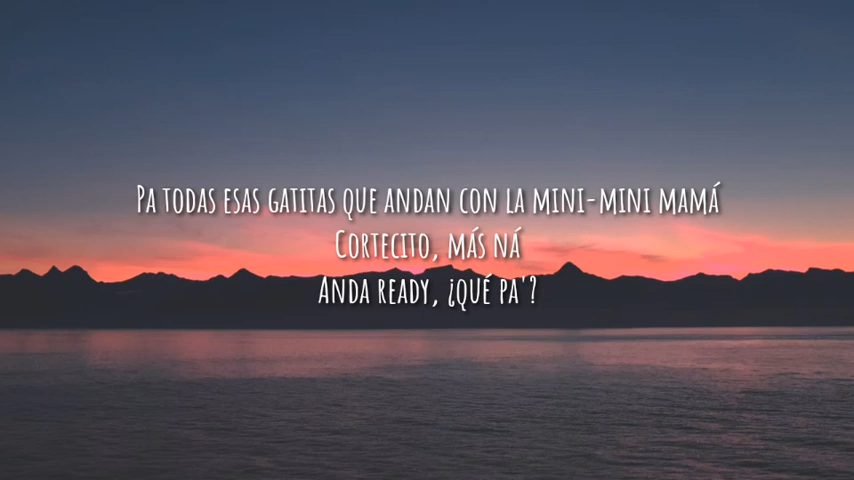 Pa todas esas gatitas que andan con la mini-mini mamá
Cortecito, más ná
Anda ready, ¿qué pa'?